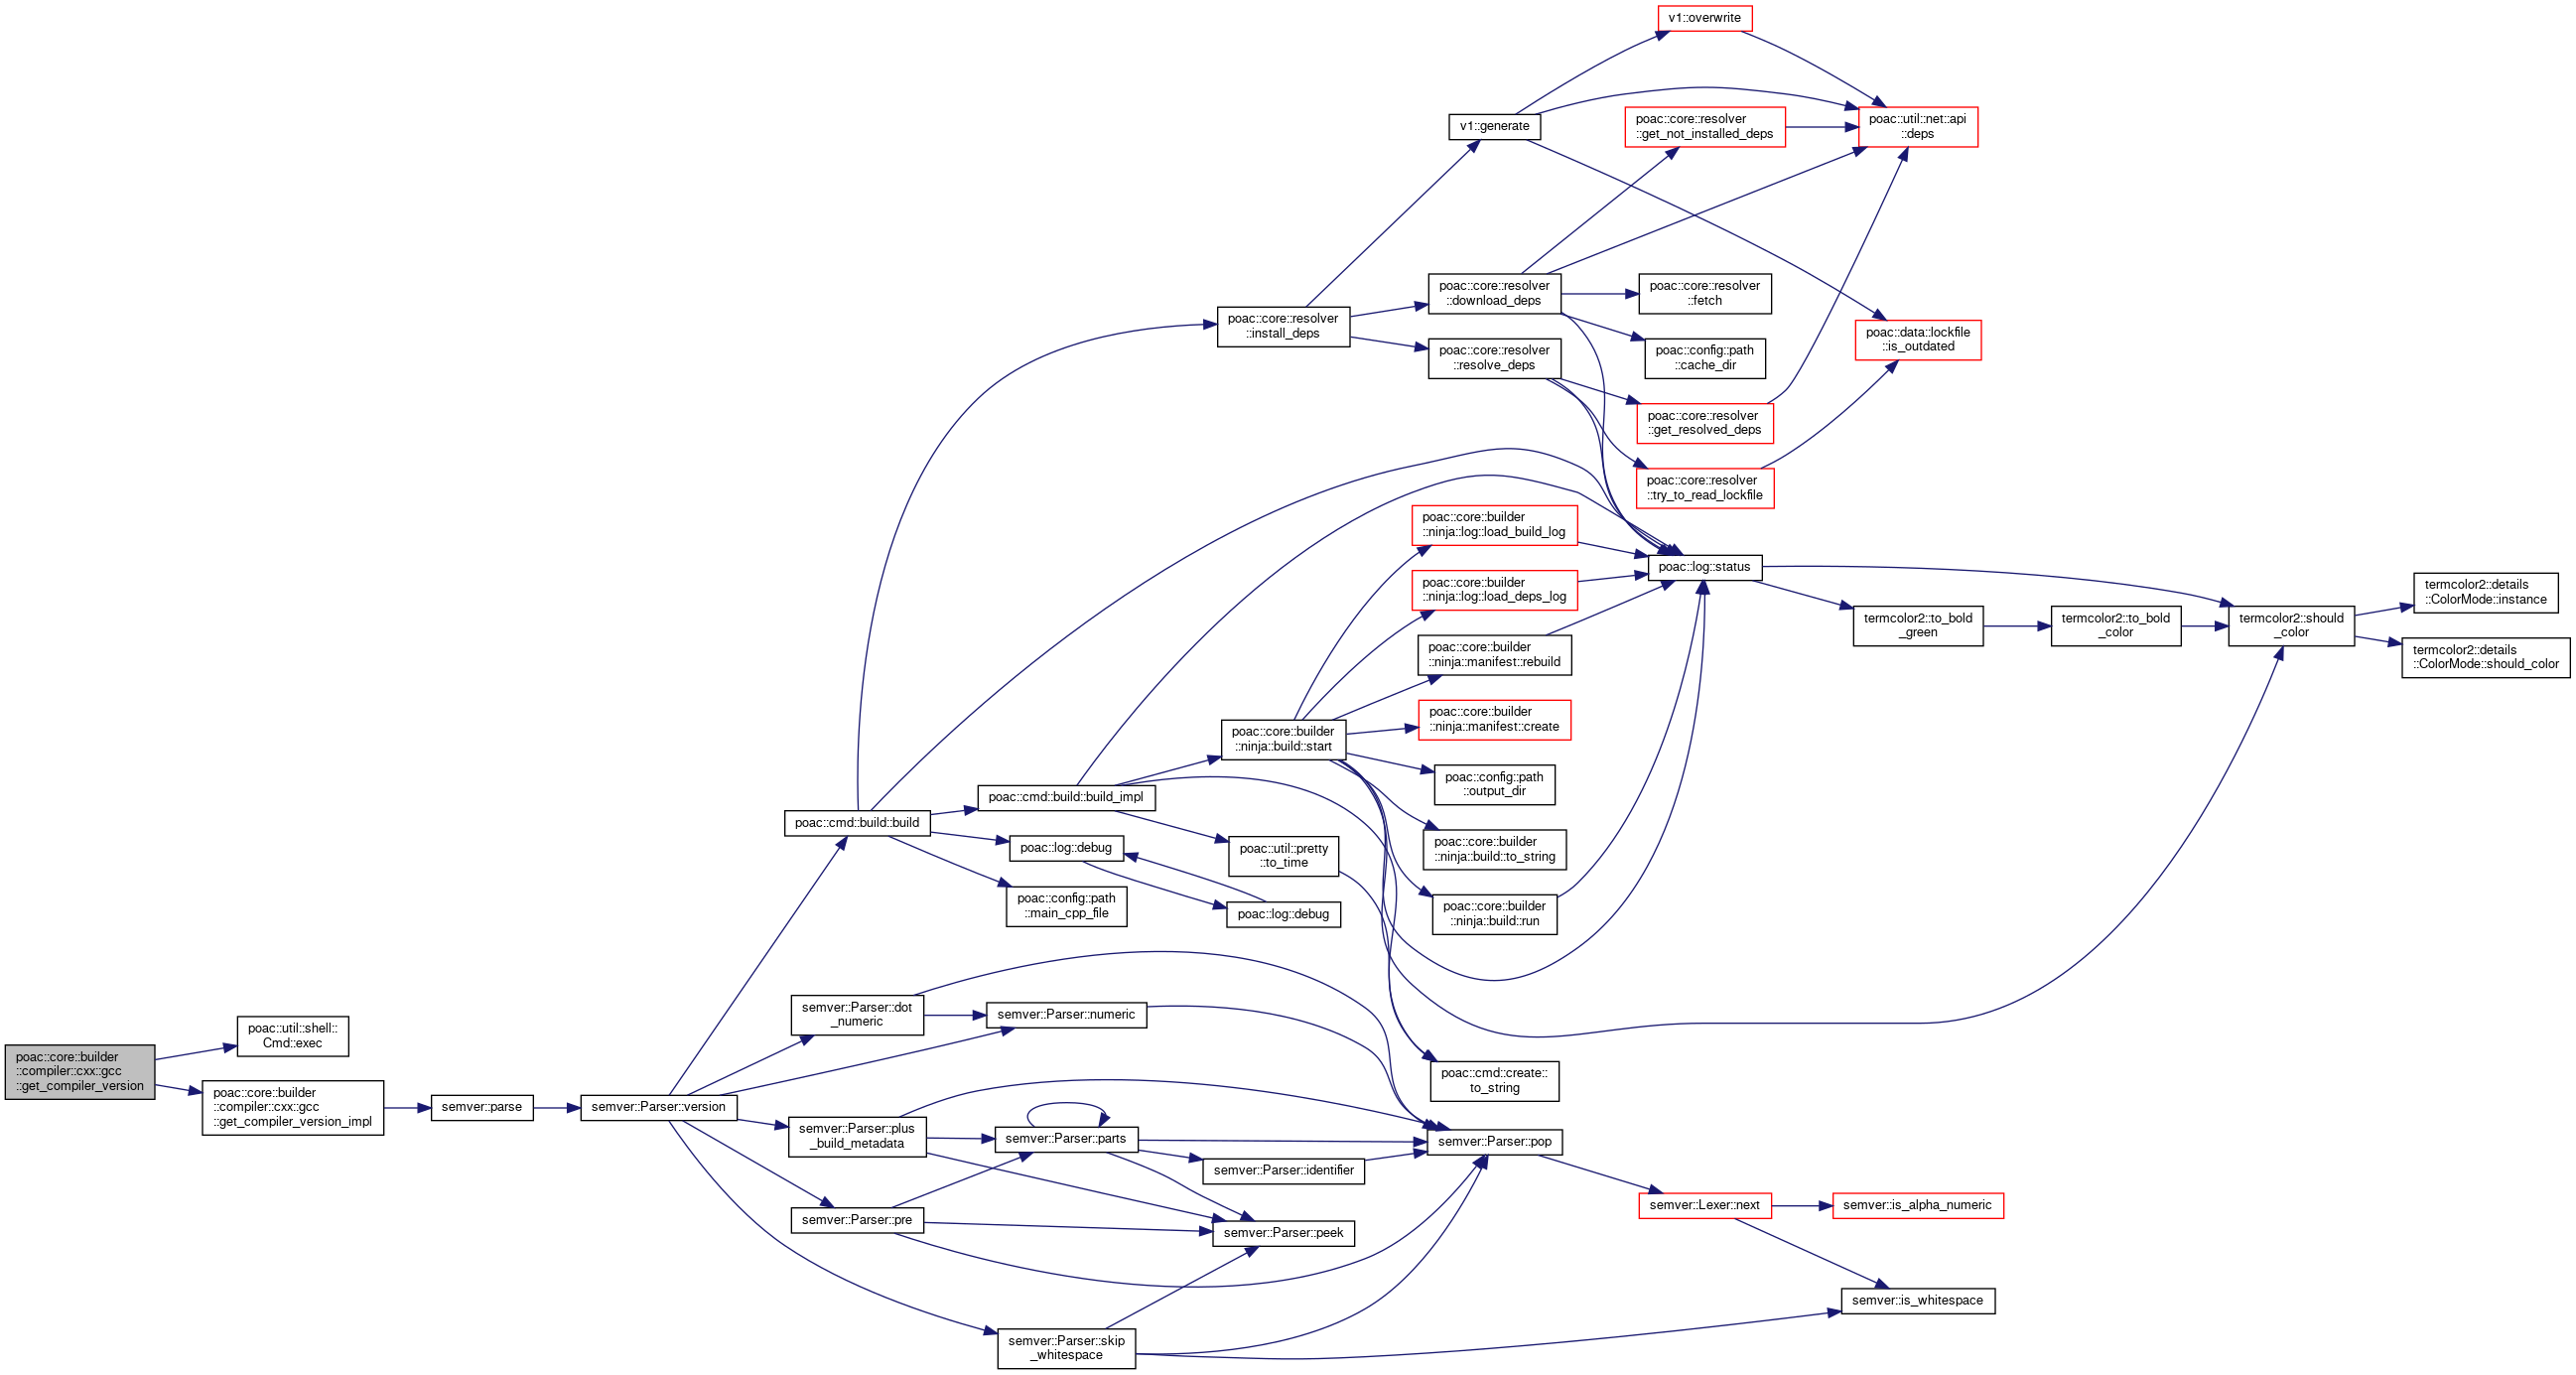 v1::overwrite
v1::generate
poac::core::resolver
::get_not_installed_deps
poac::util::net::api
::deps
poac::core::resolver
::install_deps
poac::core::resolver
::download_deps
poac::core::resolver
::fetch
poac::core::resolver
::resolve_deps
poac::config::path
::cache_dir
poac::data::lockfile
::is_outdated
poac::core::resolver
::get_resolved_deps
poac::core::resolver
::try_to_read_lockfile
poac::core::builder
::ninja::log::load_build_log
poac::log::status
poac::core::builder
::ninja::log::load_deps_log
poac::core::builder
::ninja::manifest::rebuild
termcolor2::to_bold
_green
termcolor2::to_bold
_color
termcolor2::should
_color
termcolor2::details
::ColorMode::instance
termcolor2::details
::ColorMode::should_color
poac::core::builder
::ninja::build::start
poac::core::builder
::ninja::manifest::create
poac::config::path
::output_dir
poac::cmd::build::build_impl
poac::cmd::build::build
poac::log::debug
poac::util::pretty
::to_time
poac::core::builder
::ninja::build::to_string
poac::config::path
::main_cpp_file
poac::log::debug
poac::core::builder
::ninja::build::run
semver::Parser::dot
_numeric
semver::Parser::numeric
poac::util::shell::
Cmd::exec
poac::core::builder
::compiler::cxx::gcc
::get_compiler_version
poac::core::builder
::compiler::cxx::gcc
::get_compiler_version_impl
semver::parse
semver::Parser::version
poac::cmd::create::
to_string
semver::Parser::plus
_build_metadata
semver::Parser::parts
semver::Parser::pop
semver::Parser::identifier
semver::Parser::pre
semver::Parser::peek
semver::Lexer::next
semver::is_alpha_numeric
semver::is_whitespace
semver::Parser::skip
_whitespace